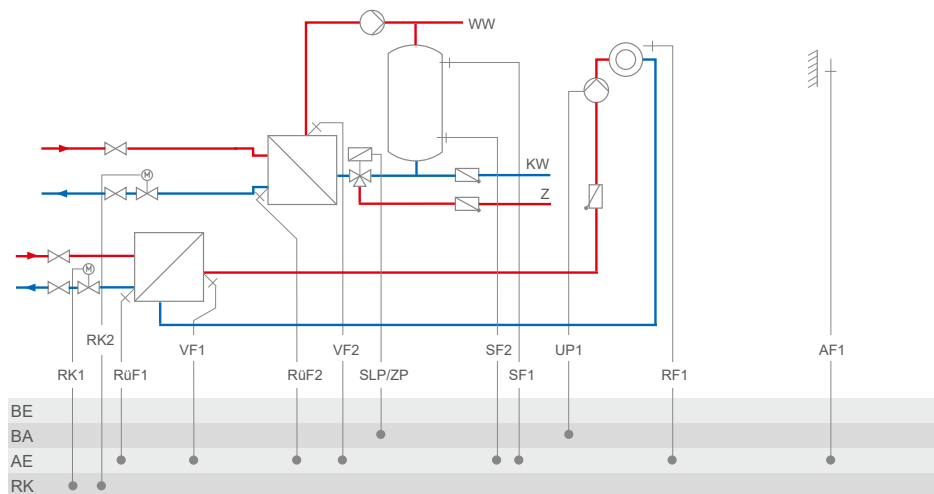 WW
M
KW
Z
M
RK2
VF1
VF2
SF2
UP1
AF1
RK1
RüF1
RüF2
SLP/ZP
SF1
RF1
BE
BA
AE
RK